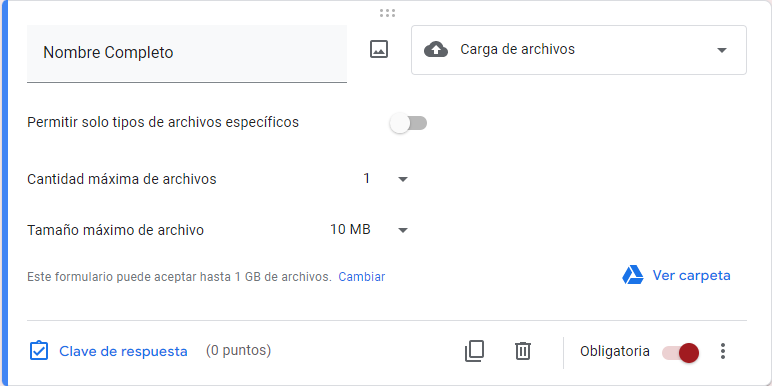 Nombre Completo
Carga de archivos
Permitir solo tipos de archivos específicos
Cantidad máxima de archivos 1
Tamaño máximo de archivo 10 MB
Este formulario puede aceptar hasta 1 GB de archivos. Cambiar
Ver carpeta
Clave de respuesta (0 puntos)
Obligatoria